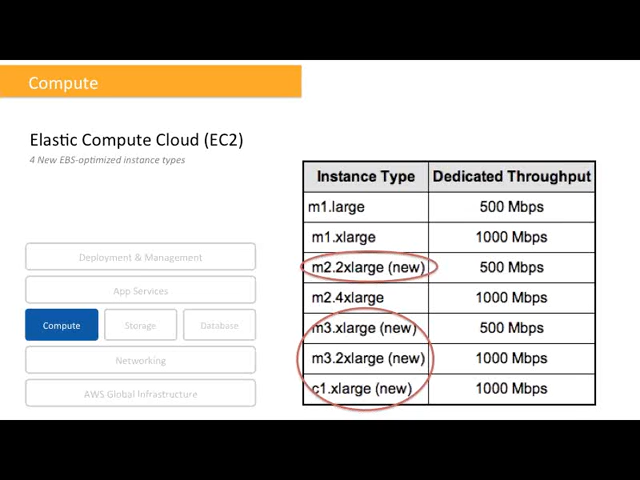 Compute
Elastic Compute Cloud (EC2)
4 New EBS-optimized instance types
Instance Type Dedicated Throughput
m1.large 500 Mbps
m1.xlarge 1000 Mbps
m2.2xlarge (new) 500 Mbps
m2.4xlarge 1000 Mbps
m3.xlarge (new) 500 Mbps
m3.2xlarge (new) 1000 Mbps
c1.xlarge (new) 1000 Mbps
Deployment & Management
App Services
Compute Storage Database
Networking
AWS Global Infrastructure